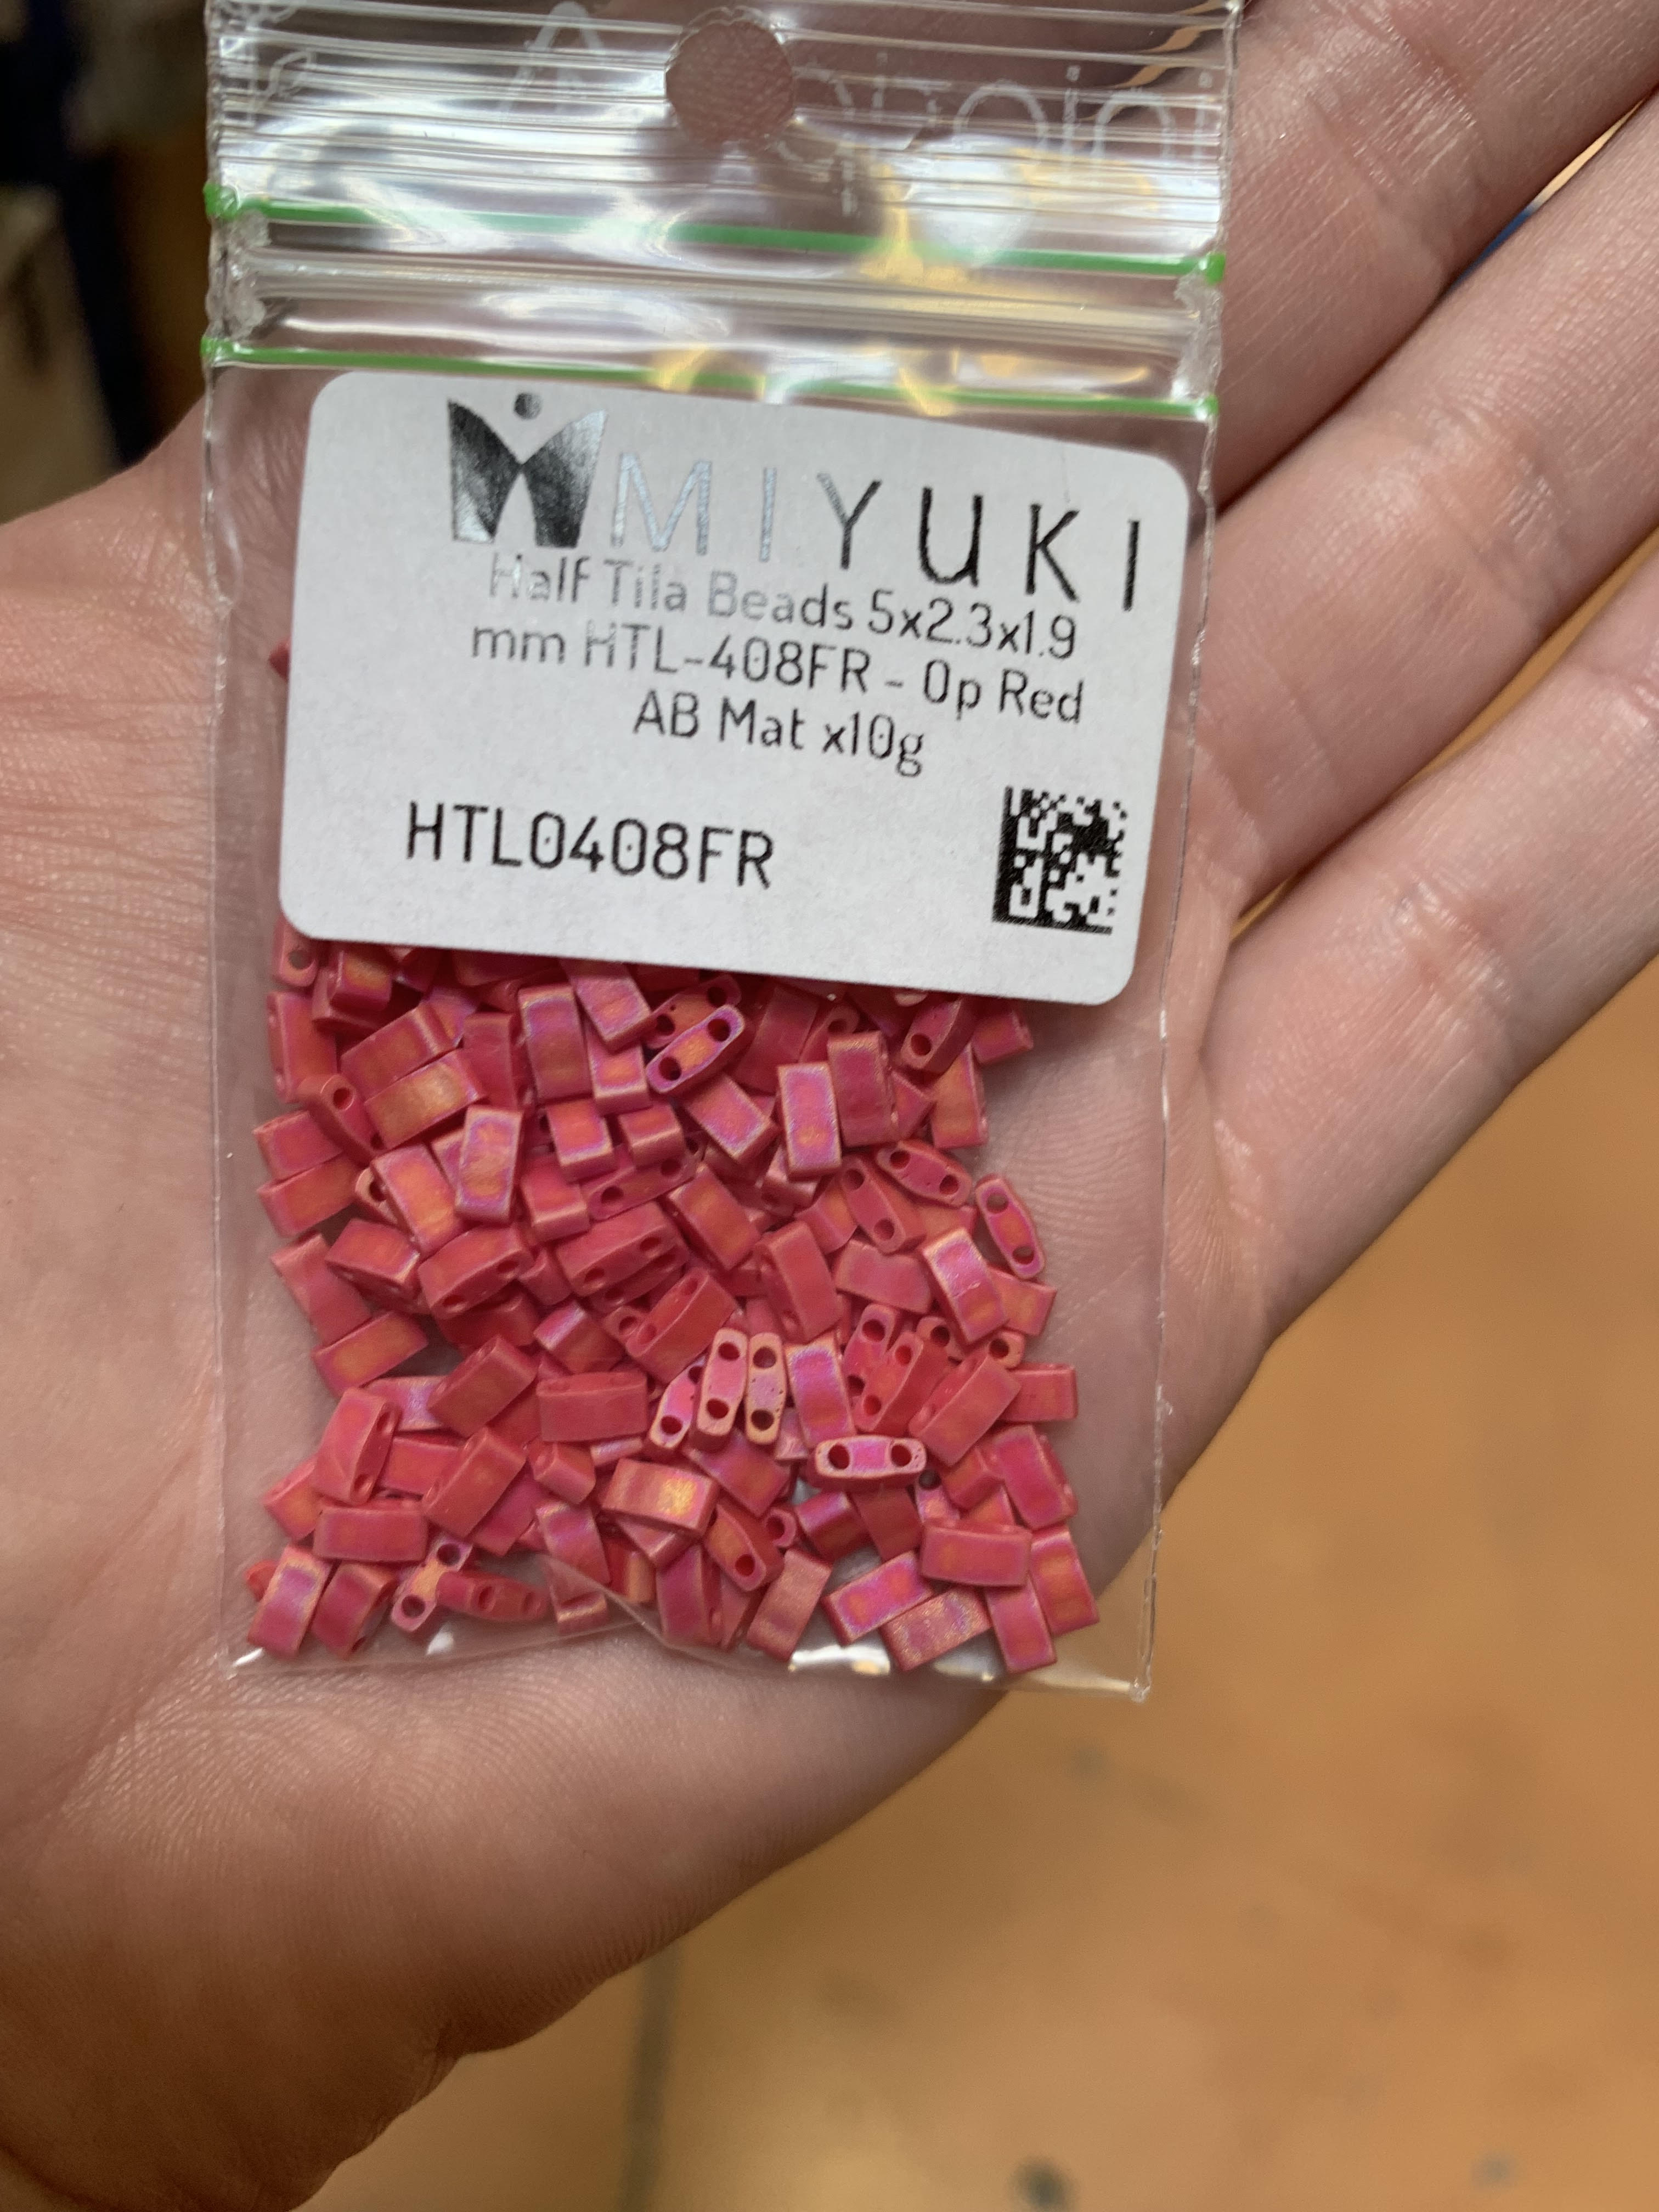 MIYUKI
Half Tila Beads 5x2.3x1.9
mm HTL-408FR - Op Red
AB Mat x10g
HTL0408FR